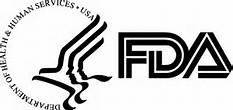 DEPARTMENT OF HEALTH & HUMAN SERVICES • USA
FDA